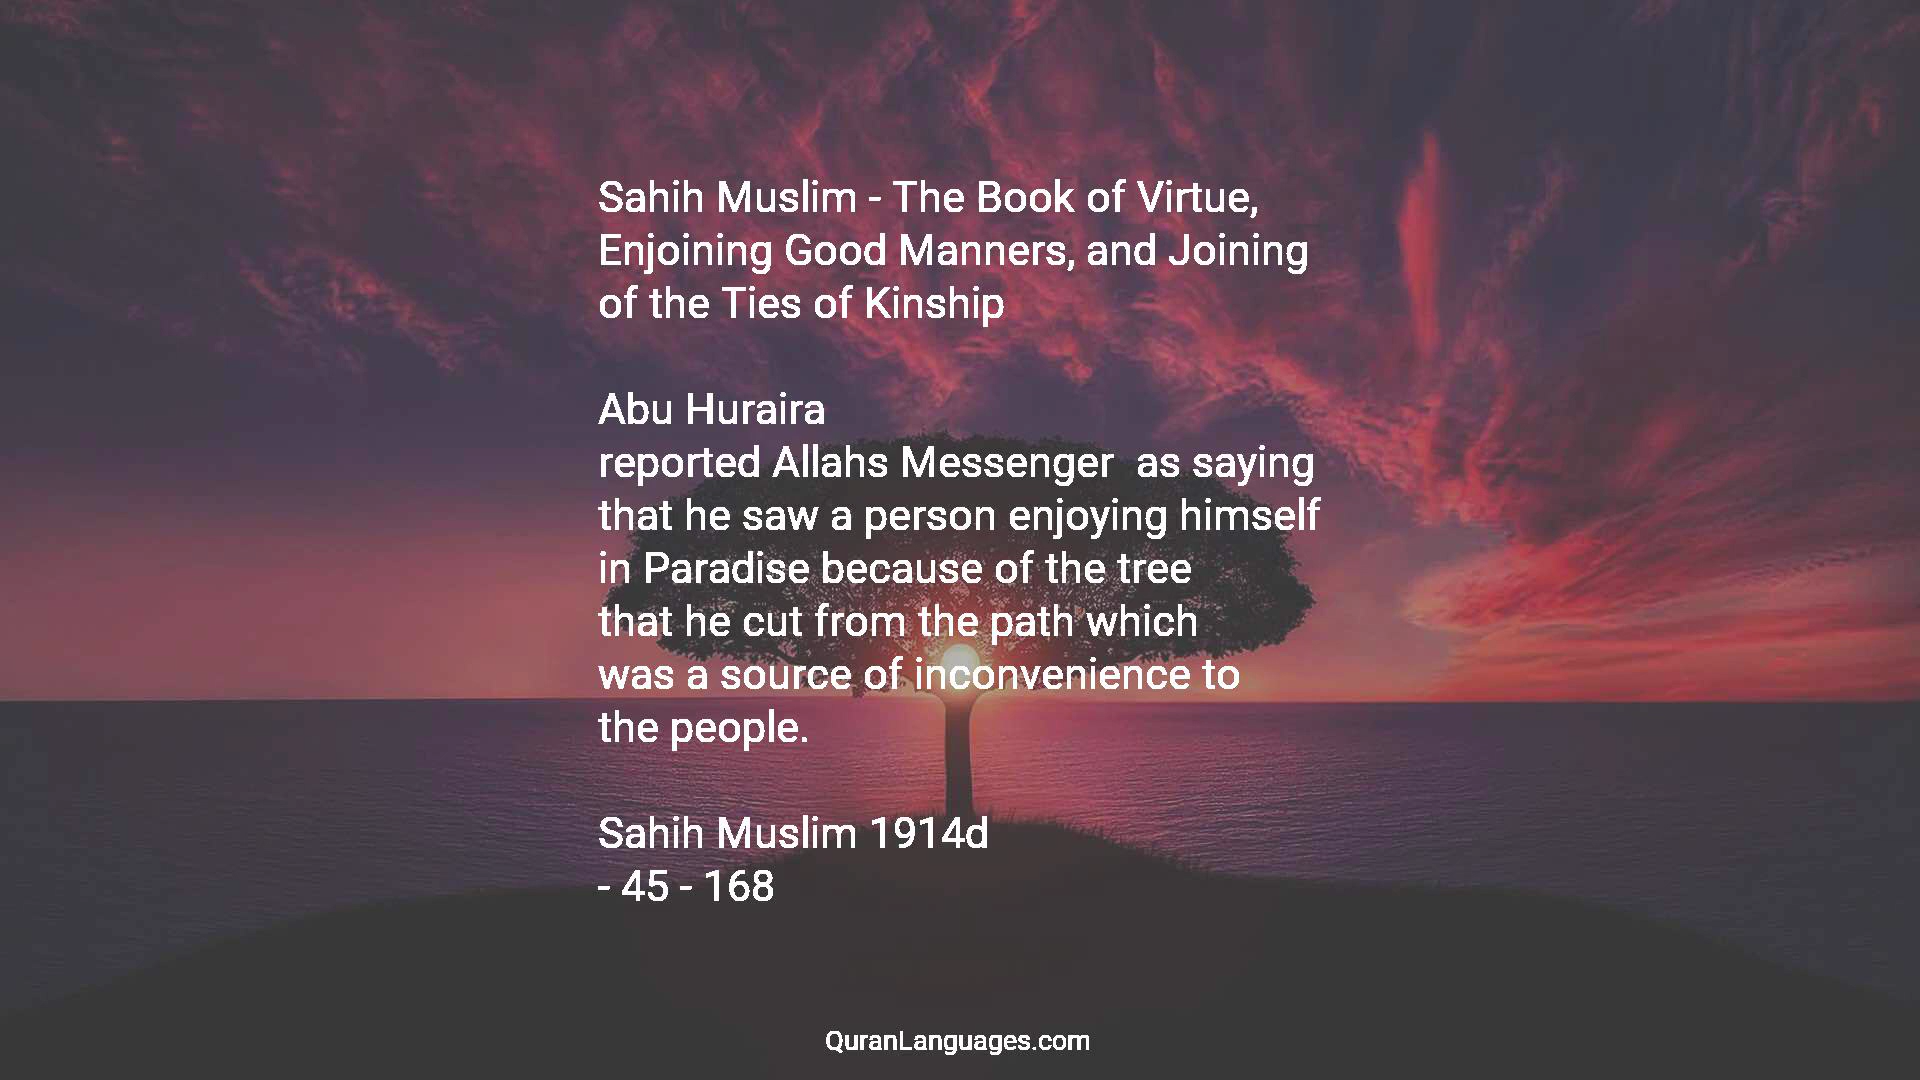 Sahih Muslim - The Book of Virtue,
Enjoining Good Manners, and Joining
of the Ties of Kinship
Abu Huraira
reported Allahs Messenger  as saying
that he saw a person enjoying himself
in Paradise because of the tree
that he cut from the path which
was a source of inconvenience to
the people.
Sahih Muslim 1914d
- 45 - 168
QuranLanguages.com